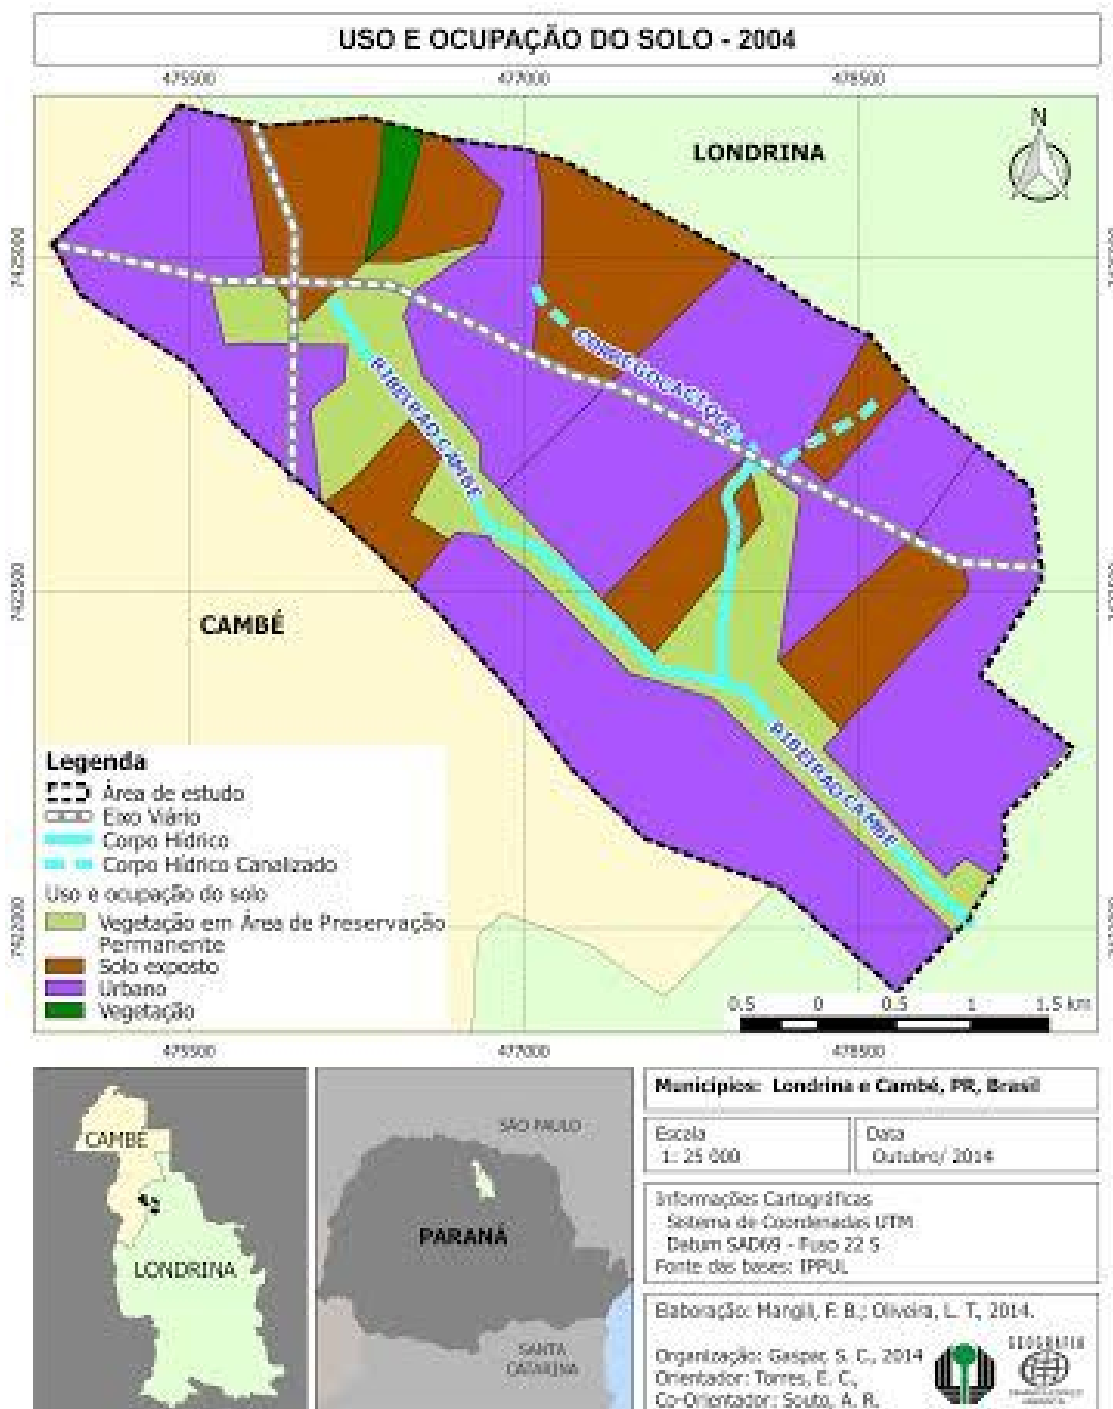 USO E OCUPAÇÃO DO SOLO - 2004
475500 477000 478500
N
LONDRINA
7425000
RIBEIRÃO CAMBÉ
7423500
CAMBÉ
RIBEIRÃO CAMBÉ
Legenda
Área de estudo
Eixo Viário
Corpo Hídrico
Corpo Hídrico Canalizado
Uso e ocupação do solo
Vegetação em Área de Preservação
Permanente
Solo exposto
Urbano
Vegetação
7422000
0.5 0 0.5 1 1.5 km
475500 477000 478500
CAMBÉ
LONDRINA
SÃO PAULO
PARANÁ
SANTA
CATARINA
Municípios: Londrina e Cambé, PR, Brasil
Escala
1: 25 000
Data
Outubro/ 2014
Informações Cartográficas
Sistema de Coordenadas UTM
Datum SAD69 - Fuso 22 S
Fonte das bases: IPPUL
Elaboração: Mangili, F. B.; Oliveira, L. T., 2014.
Organização: Gaspar, S. C., 2014
Orientador: Torres, E. C.,
Co-Orientador: Souto, A. R.
GEOGRAFIA